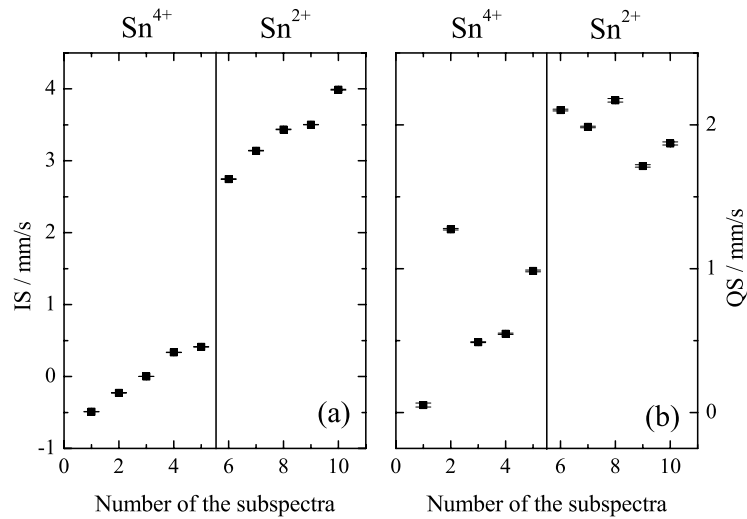 Sn4+ Sn2+ Sn4+ Sn2+
4
3
2
1
0
-1
IS / mm/s
(a)
0 2 4 6 8 10
Number of the subspectra
2
1
0
QS / mm/s
(b)
0 2 4 6 8 10
Number of the subspectra